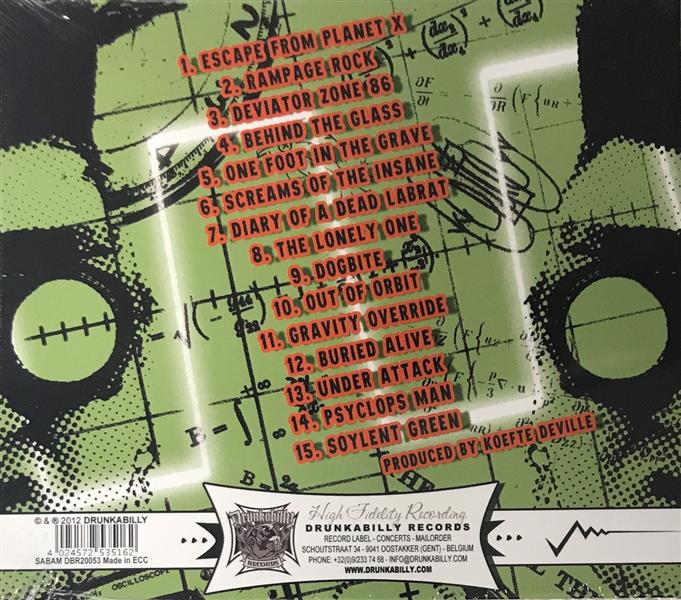 1. ESCAPE FROM PLANET X
2. RAMPAGE ROCK
3. DEVIATOR ZONE 86
4. BEHIND THE GLASS
5. ONE FOOT IN THE GRAVE
6. SCREAMS OF THE INSANE
7. DIARY OF A DEAD LABRAT
8. THE LONELY ONE
9. DOGBITE
10. OUT OF ORBIT
11. GRAVITY OVERRIDE
12. BURIED ALIVE
13. UNDER ATTACK
14. PSYCLOPS MAN
15. SOYLENT GREEN
PRODUCED BY KOEFTE DEVILLE
© & ℗ 2012 DRUNKABILLY
4 024572 535162
SABAM DBR20053 Made in ECC
OSCILLOSCOPE
Drunkabilly
RECORDS
High Fidelity Recording
DRUNKABILLY RECORDS
RECORD LABEL - CONCERTS - MAILORDER
SCHOUTSTRAAT 34 - 9041 OOSTAKKER (GENT) - BELGIUM
PHONE: +32(0)9/233 74 68 - INFO@DRUNKABILLY.COM
WWW.DRUNKABILLY.COM